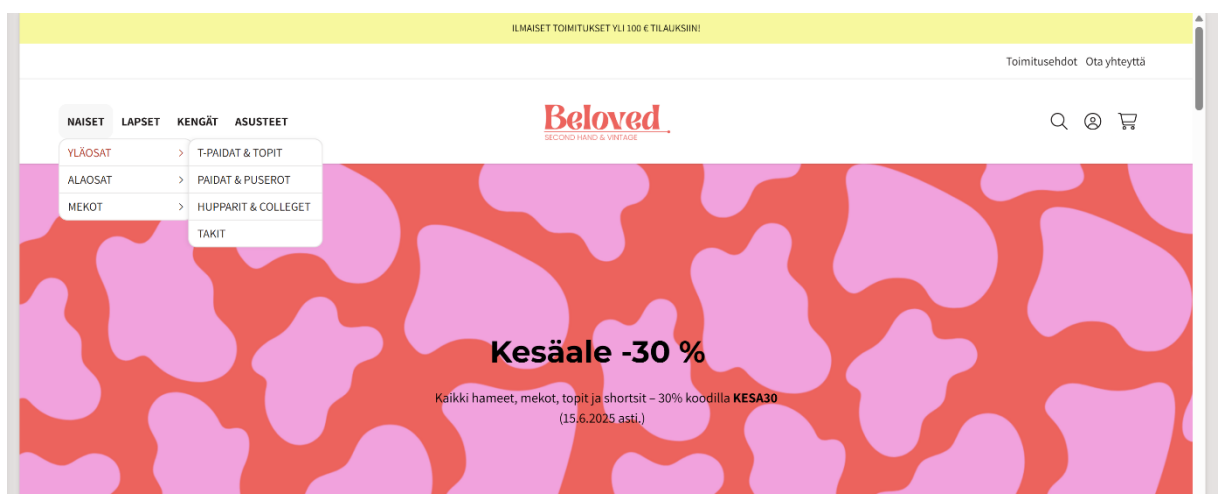 ILMAISET TOIMITUKSET YLI 100 € TILAUKSIIN!
Toimitusehdot Ota yhteyttä
NAISET LAPSET KENGÄT ASUSTEET
Beloved
SECOND HAND & VINTAGE
YLÄOSAT
ALAOSAT
MEKOT
T-PAIDAT & TOPIT
PAIDAT & PUSEROT
HUPPARIT & COLLEGET
TAKIT
Kesäale -30 %
Kaikki hameet, mekot, topit ja shortsit – 30% koodilla KESA30
(15.6.2025 asti.)